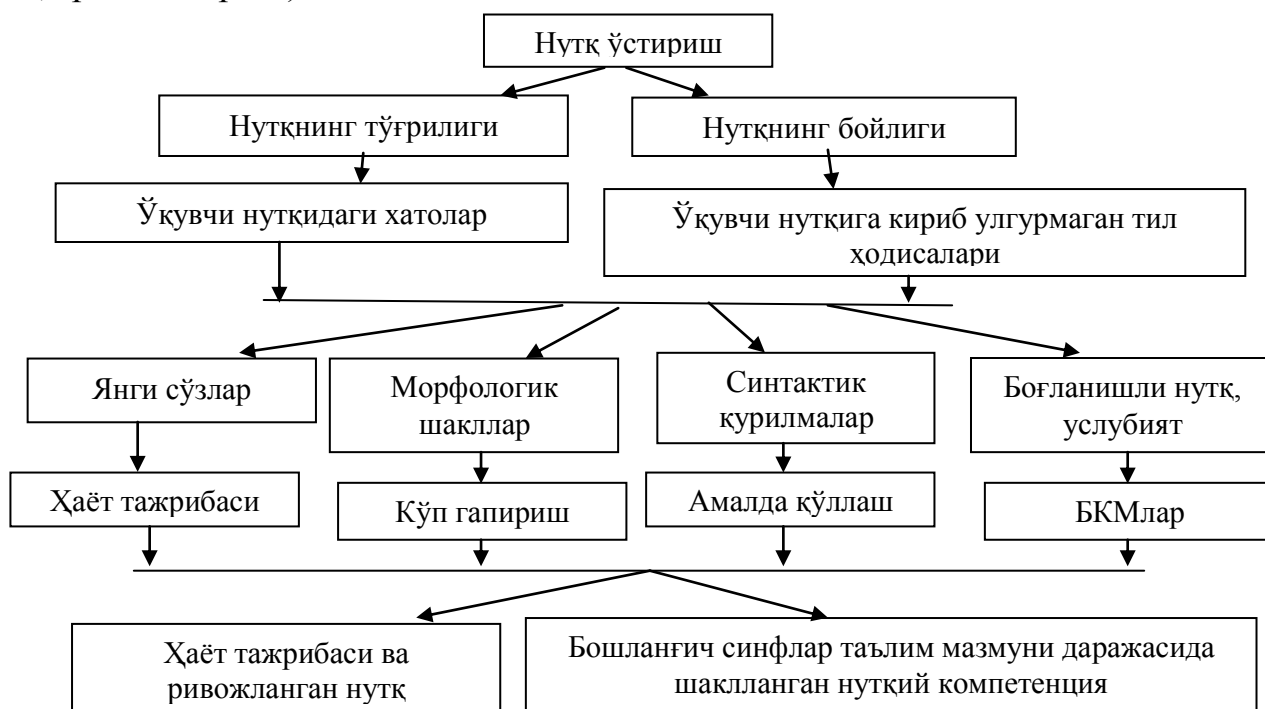 Нутқ ўстириш
Нутқнинг тўғрилиги
Нутқнинг бойлиги
Ўқувчи нутқидаги хатолар
Ўқувчи нутқига кириб улгурмаган тил
ҳодисалари
Янги сўзлар
Морфологик
шакллар
Синтактик
қурилмалар
Боғланишли нутқ,
услубият
Ҳаёт тажрибаси
Кўп гапириш
Амалда қўллаш
БКМлар
Ҳаёт тажрибаси ва
ривожланган нутқ
Бошланғич синфлар таълим мазмуни даражасида
шаклланган нутқий компетенция